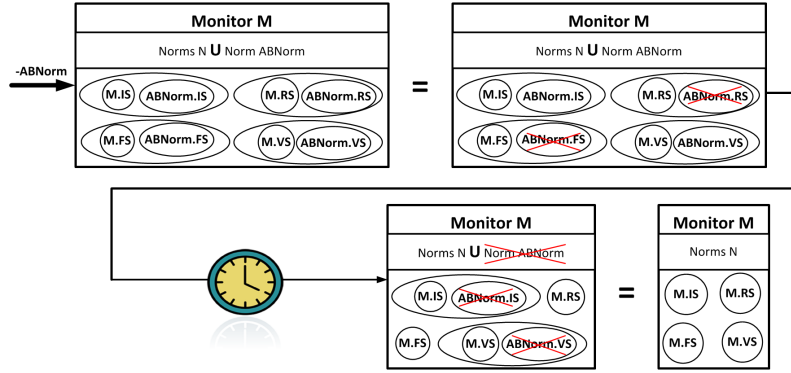 Monitor M
Monitor M
Norms N U Norm ABNorm
Norms N U Norm ABNorm
-ABNorm
M.IS ABNorm.IS M.RS ABNorm.RS
=
M.IS ABNorm.IS M.RS ABNorm.RS
M.FS ABNorm.FS M.VS ABNorm.VS
M.FS ABNorm.FS M.VS ABNorm.VS
Monitor M
Monitor M
Norms N U Norm ABNorm
Norms N
M.IS ABNorm.IS M.RS
=
M.IS M.RS
M.FS M.VS ABNorm.VS
M.FS M.VS